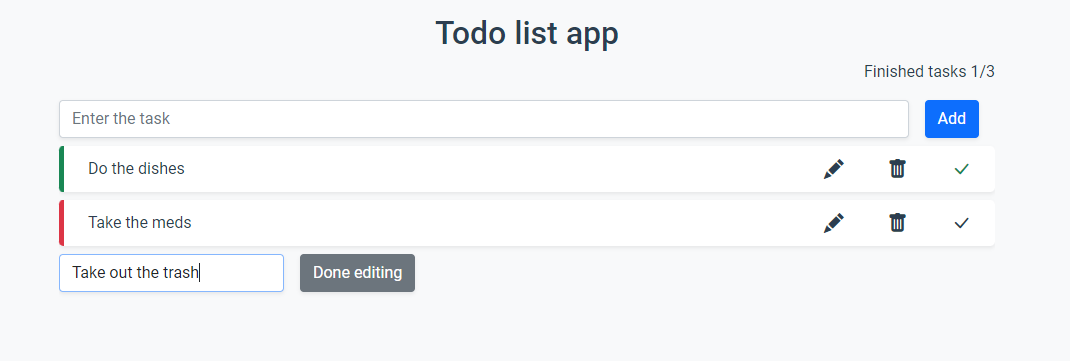 Todo list app
Finished tasks 1/3
Enter the task Add
Do the dishes
Take the meds
Take out the trash Done editing